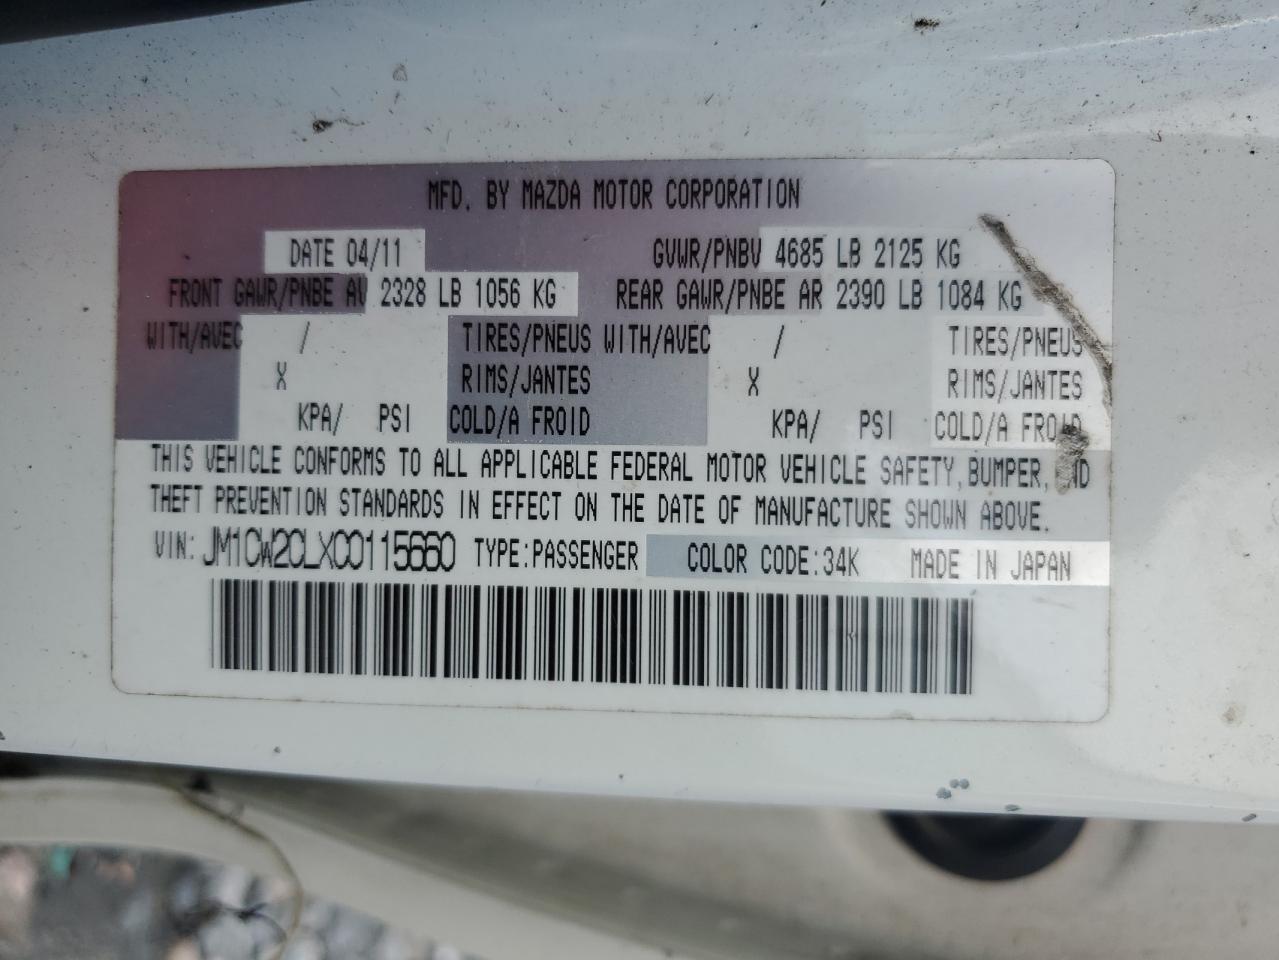 MFD. BY MAZDA MOTOR CORPORATION
DATE 04/11 GVWR/PNBV 4685 LB 2125 KG
FRONT GAWR/PNBE AV 2328 LB 1056 KG REAR GAWR/PNBE AR 2390 LB 1084 KG
WITH/AVEC / TIRES/PNEUS WITH/AVEC / TIRES/PNEUS
X RIMS/JANTES X RIMS/JANTES
KPA/ PSI COLD/A FROID KPA/ PSI COLD/A FROID
THIS VEHICLE CONFORMS TO ALL APPLICABLE FEDERAL MOTOR VEHICLE SAFETY, BUMPER, AND
THEFT PREVENTION STANDARDS IN EFFECT ON THE DATE OF MANUFACTURE SHOWN ABOVE.
VIN: JM1CW2CLXC0115660 TYPE:PASSENGER COLOR CODE:34K MADE IN JAPAN